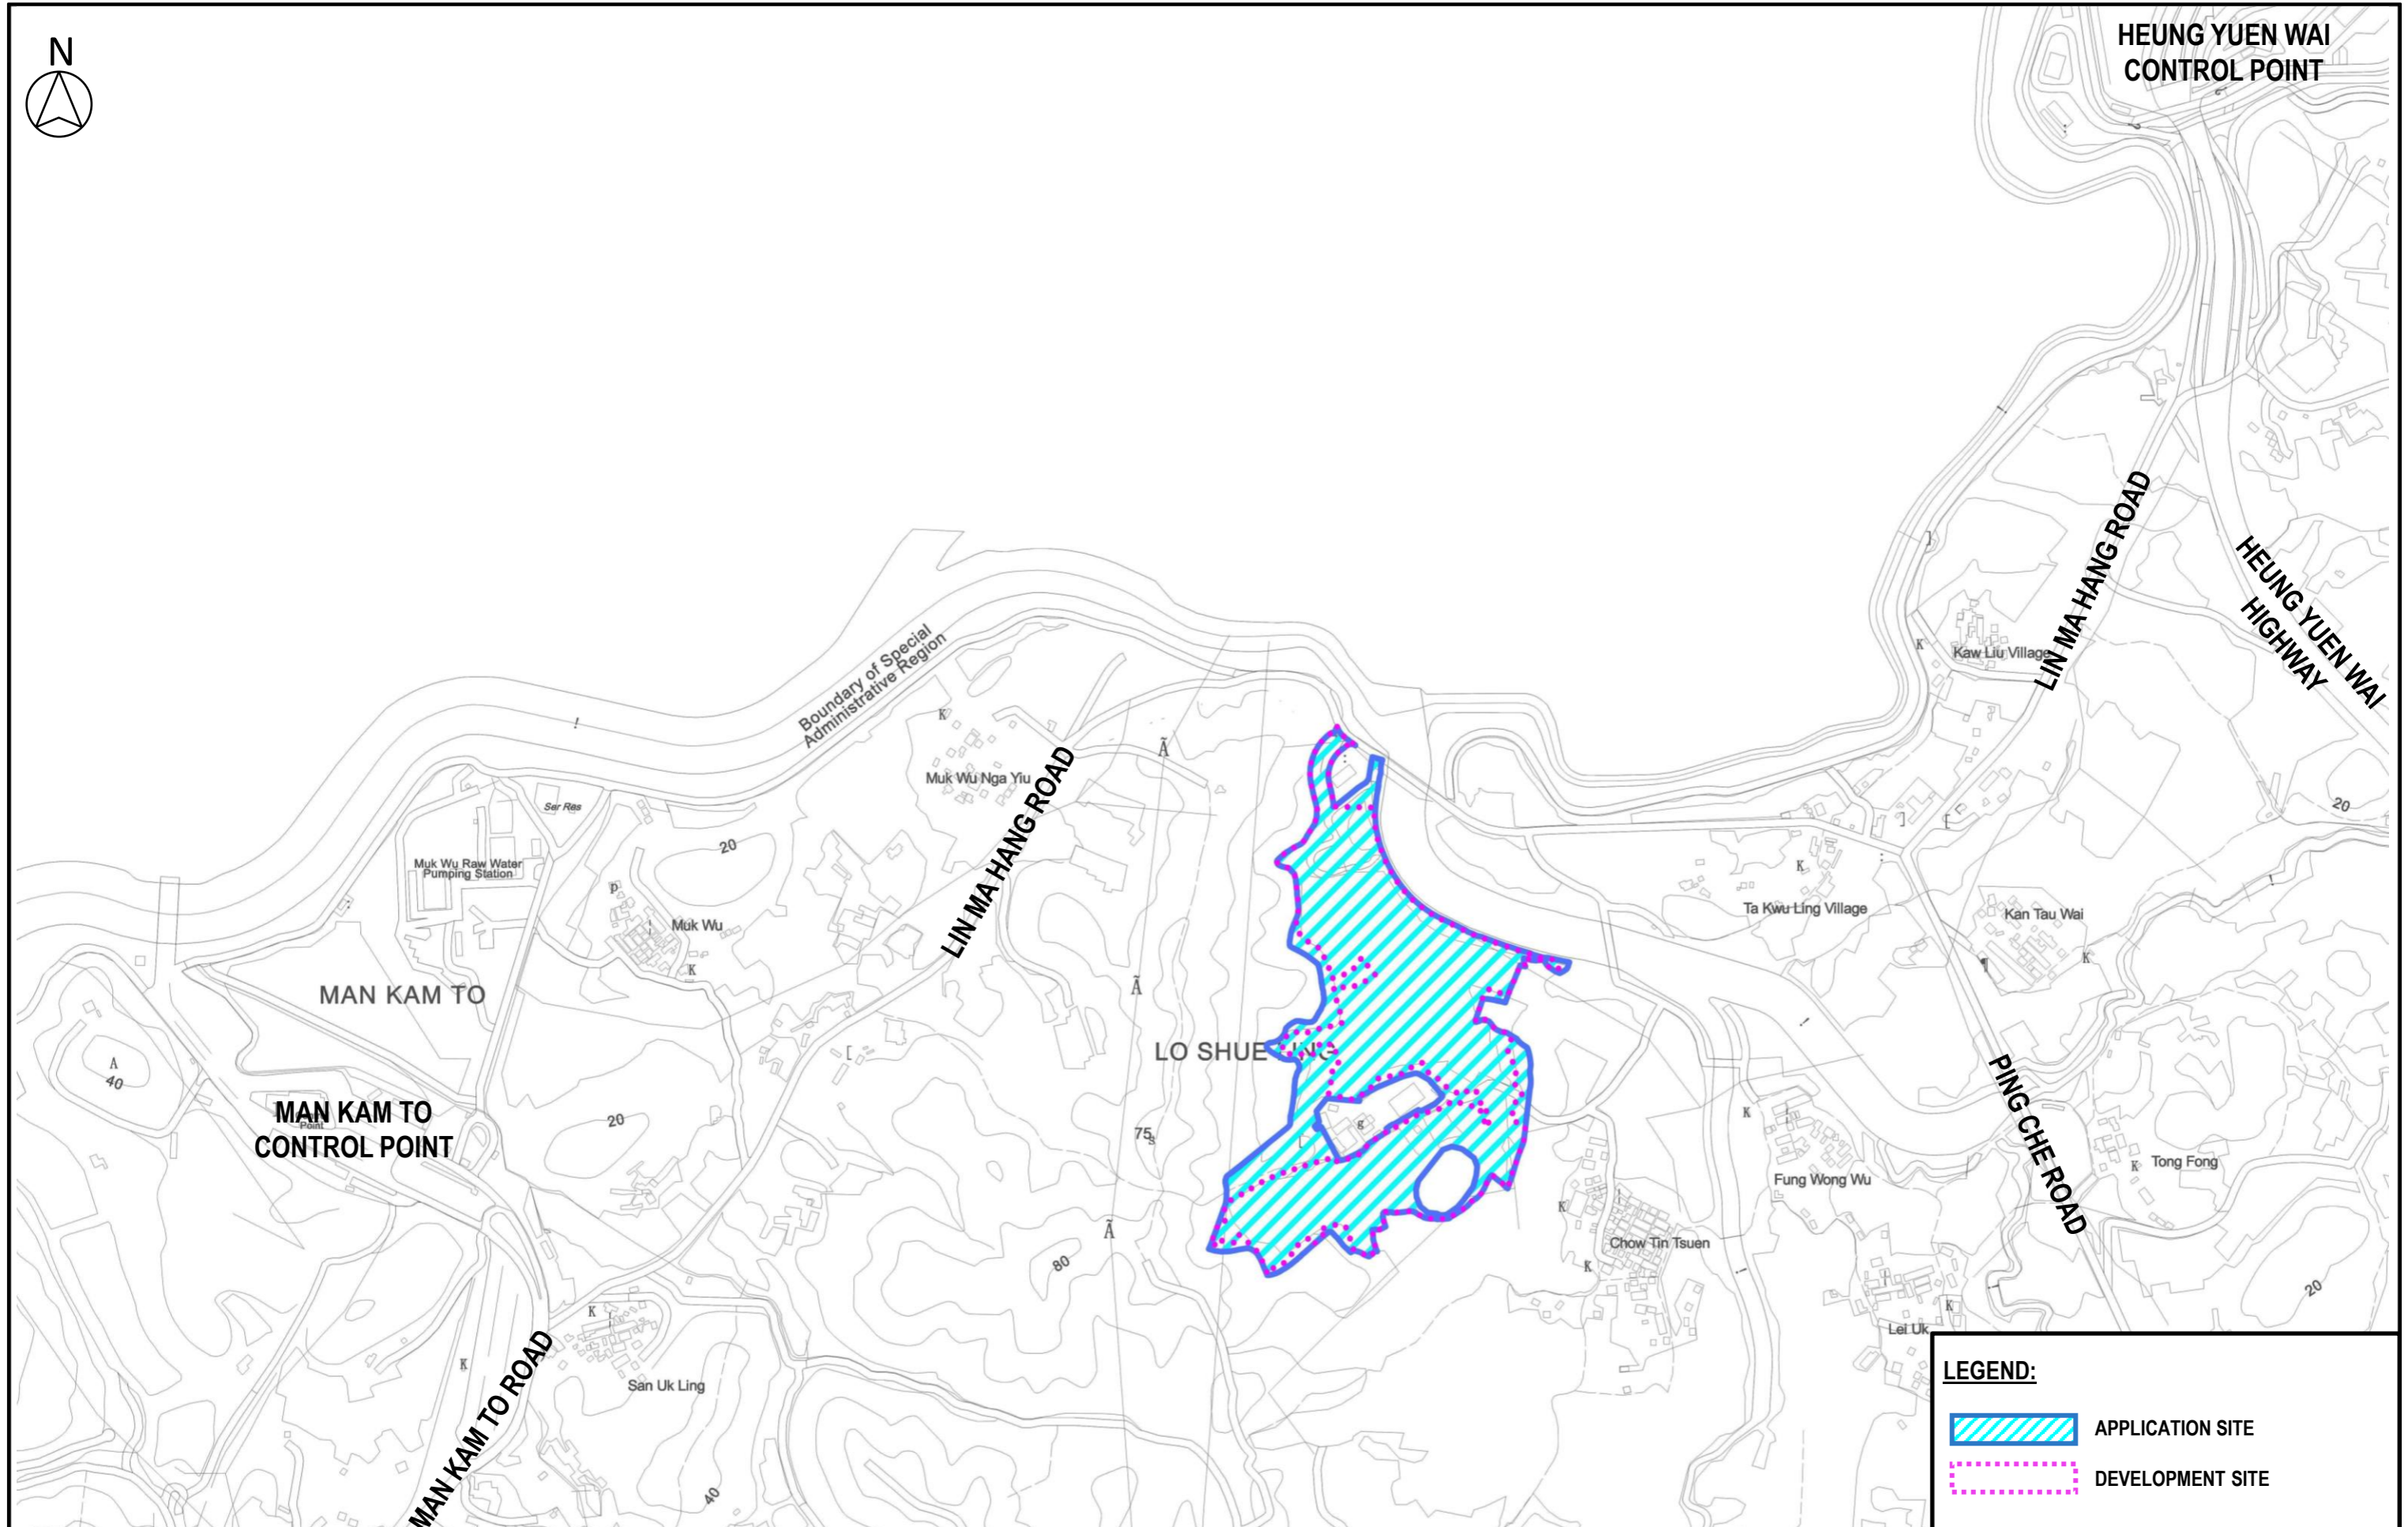 N
HEUNG YUEN WAI
CONTROL POINT
LIN MA HANG ROAD
HEUNG YUEN WAI
HIGHWAY
Boundary of Special
Administrative Region
Kaw Liu Village
K
K
Muk Wu Nga Yiu
LIN MA HANG ROAD
Ã
Ser Res
20
20
Muk Wu Raw Water
Pumping Station
p
Muk Wu
K
K
Ta Kwu Ling Village
Kan Tau Wai
K
MAN KAM TO
Ã
A
40
LO SHUE
MAN KAM TO
CONTROL POINT
Point
20
75
s
g
K
PING CHE ROAD
Fung Wong Wu
K
Tong Fong
K
Chow Tin Tsuen
K
Ã
80
20
K
K
Lei Uk
San Uk Ling
K
MAN KAM TO ROAD
40
LEGEND:
APPLICATION SITE
DEVELOPMENT SITE